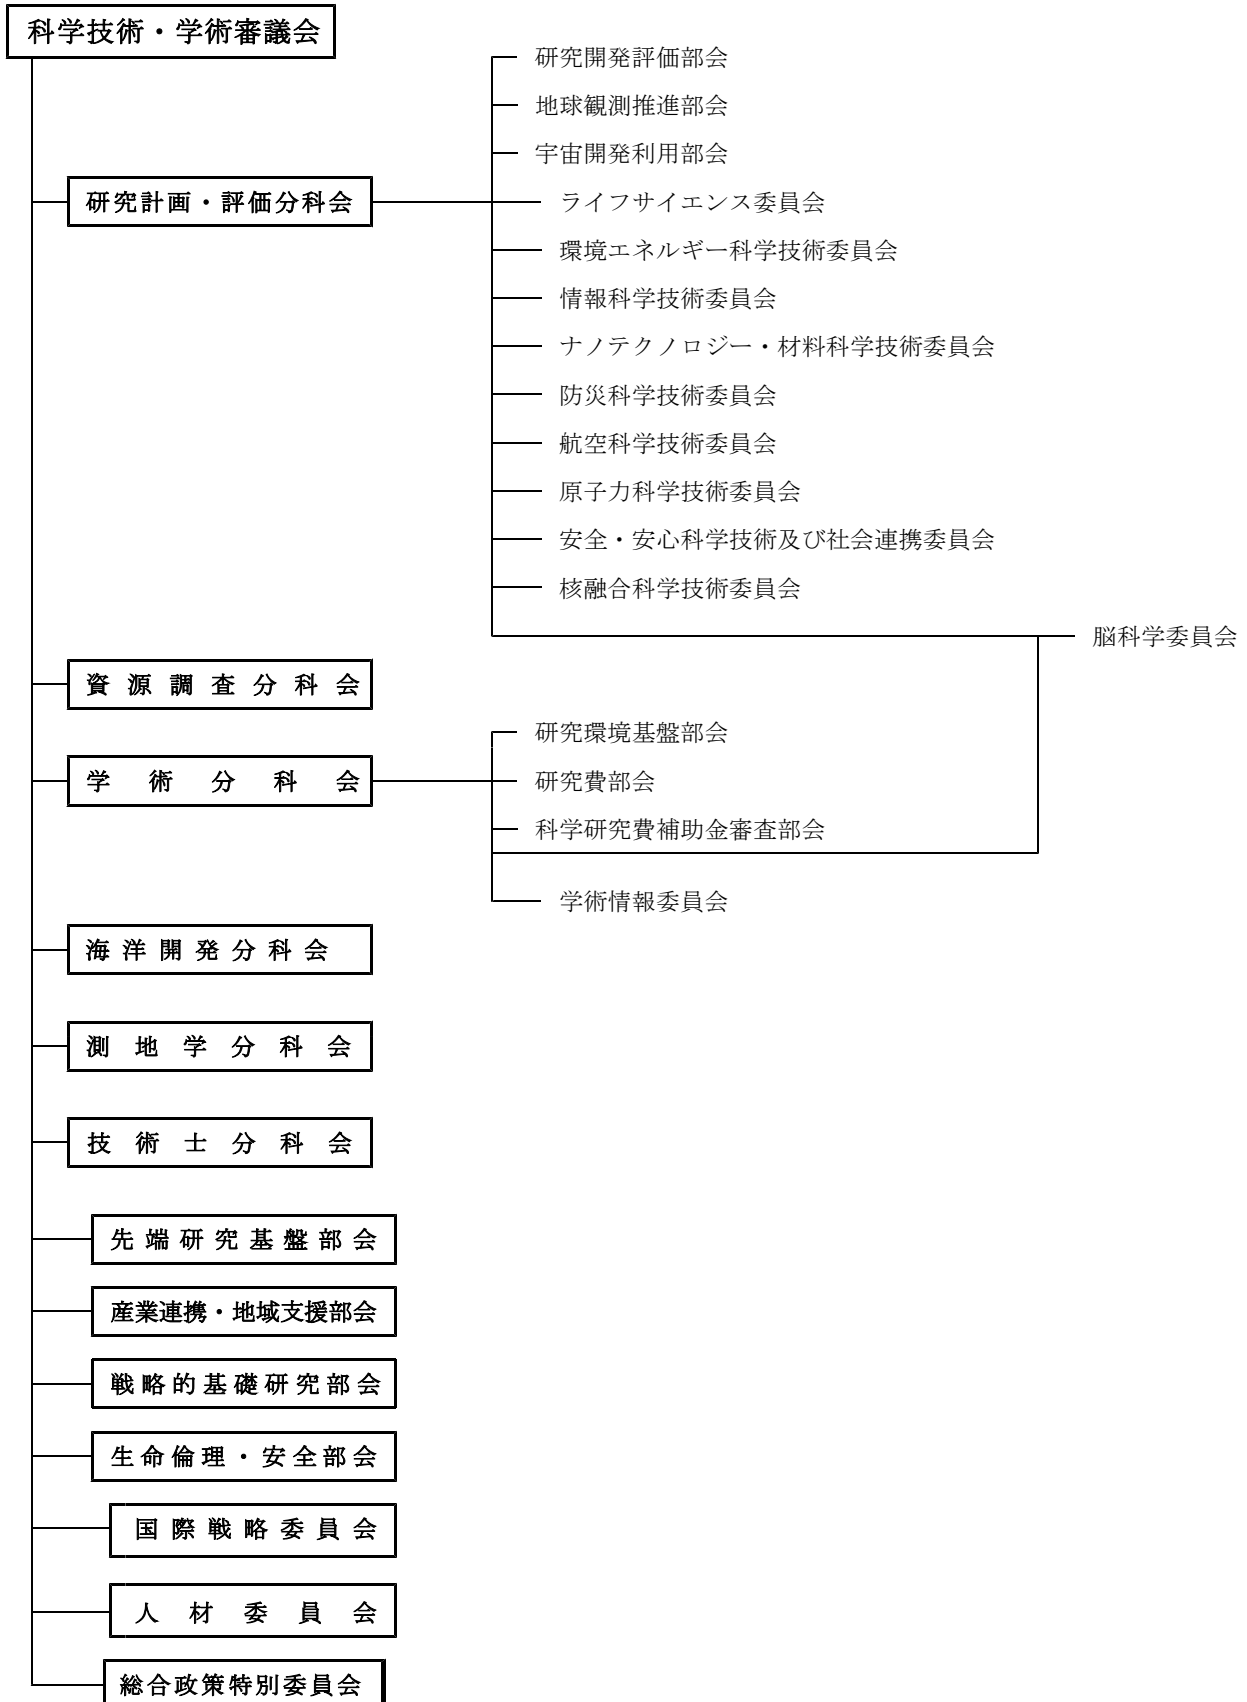 科学技術・学術審議会
研究開発評価部会
地球観測推進部会
宇宙開発利用部会
研究計画・評価分科会
ライフサイエンス委員会
環境エネルギー科学技術委員会
情報科学技術委員会
ナノテクノロジー・材料科学技術委員会
防災科学技術委員会
航空科学技術委員会
原子力科学技術委員会
安全・安心科学技術及び社会連携委員会
核融合科学技術委員会
脳科学委員会
資源調査分科会
研究環境基盤部会
学術分科会
研究費部会
科学研究費補助金審査部会
学術情報委員会
海洋開発分科会
測地学分科会
技術士分科会
先端研究基盤部会
産業連携・地域支援部会
戦略的基礎研究部会
生命倫理・安全部会
国際戦略委員会
人材委員会
総合政策特別委員会